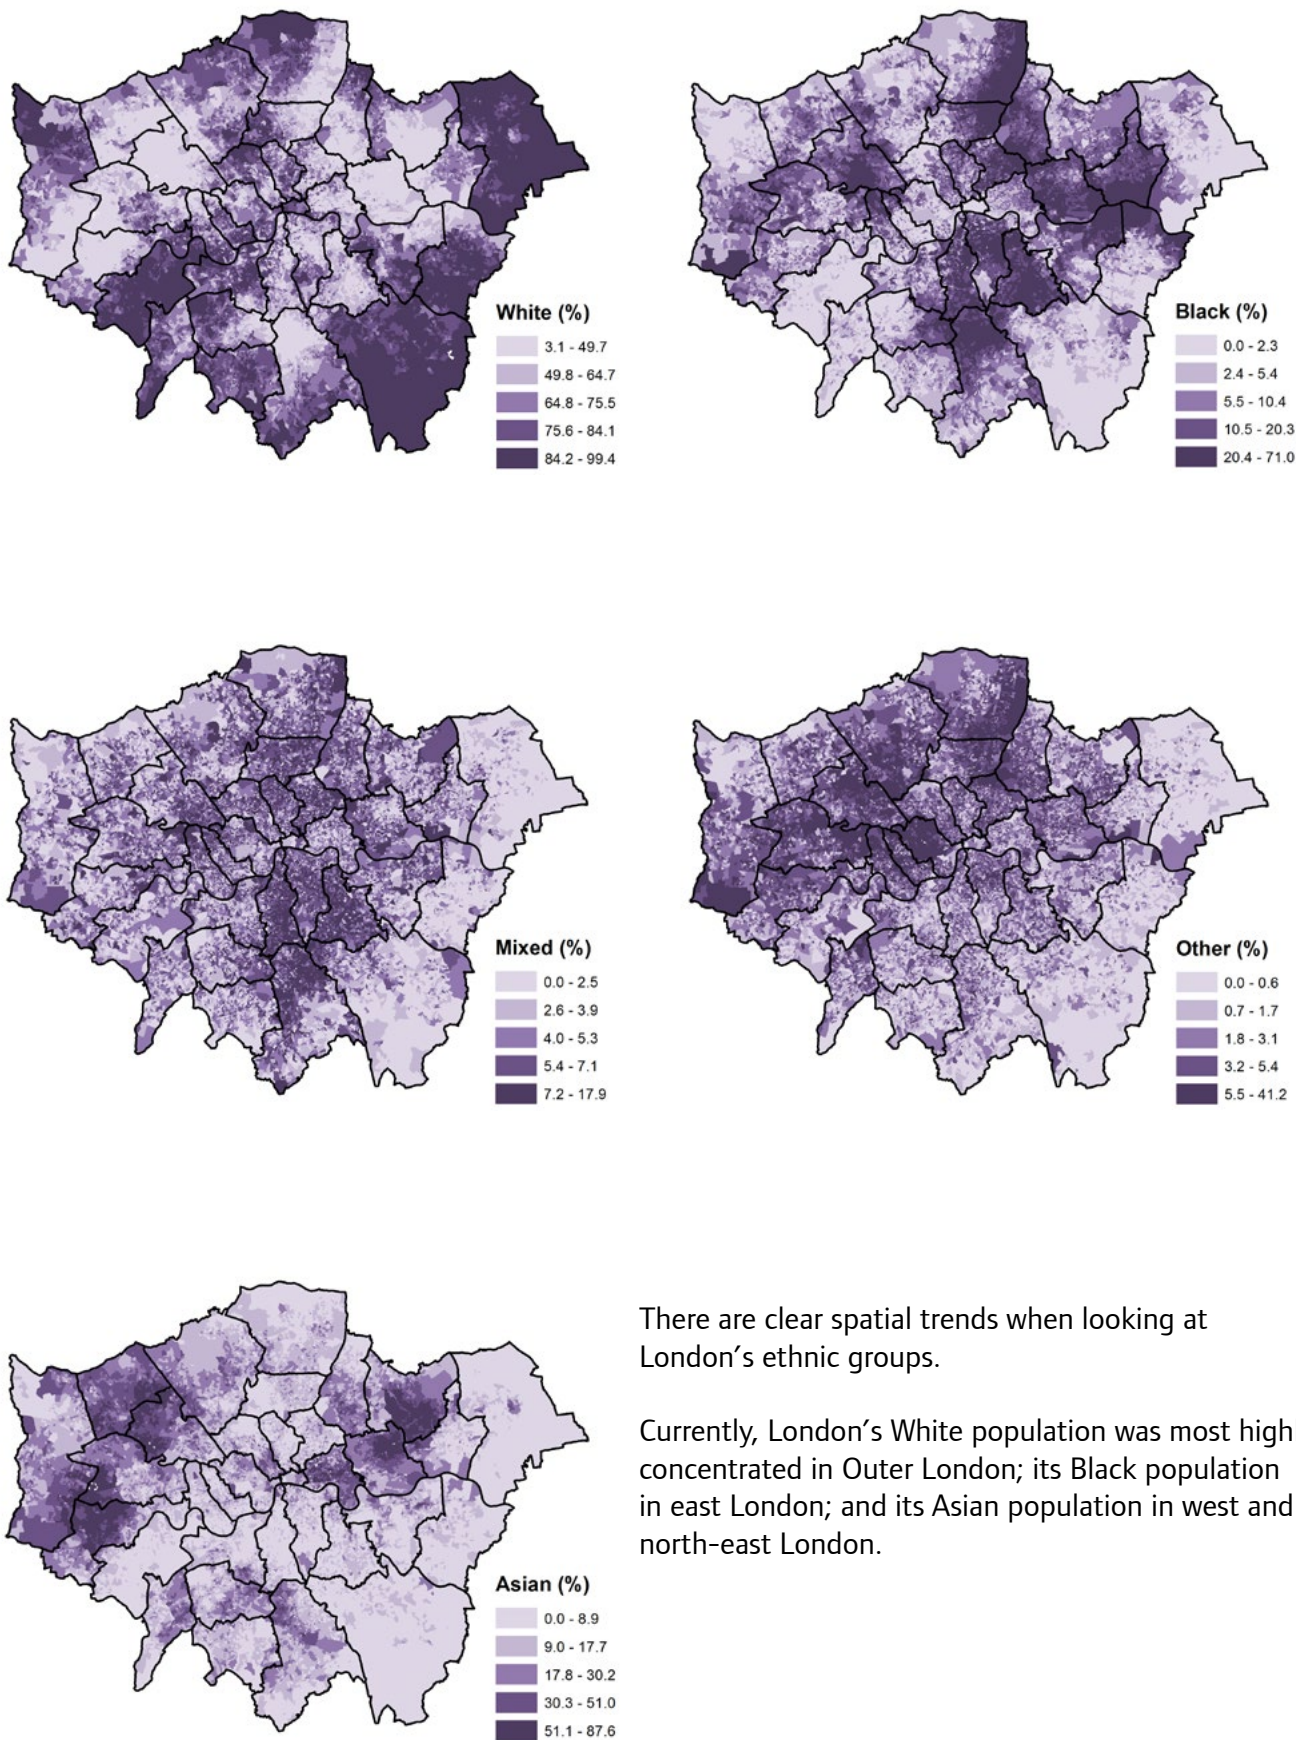 White (%)
3.1 - 49.7
49.8 - 64.7
64.8 - 75.5
75.6 - 84.1
84.2 - 99.4
Black (%)
0.0 - 2.3
2.4 - 5.4
5.5 - 10.4
10.5 - 20.3
20.4 - 71.0
Mixed (%)
0.0 - 2.5
2.6 - 3.9
4.0 - 5.3
5.4 - 7.1
7.2 - 17.9
Other (%)
0.0 - 0.6
0.7 - 1.7
1.8 - 3.1
3.2 - 5.4
5.5 - 41.2
Asian (%)
0.0 - 8.9
9.0 - 17.7
17.8 - 30.2
30.3 - 51.0
51.1 - 87.6
There are clear spatial trends when looking at
London's ethnic groups.
Currently, London's White population was most high
concentrated in Outer London; its Black population
in east London; and its Asian population in west and
north-east London.